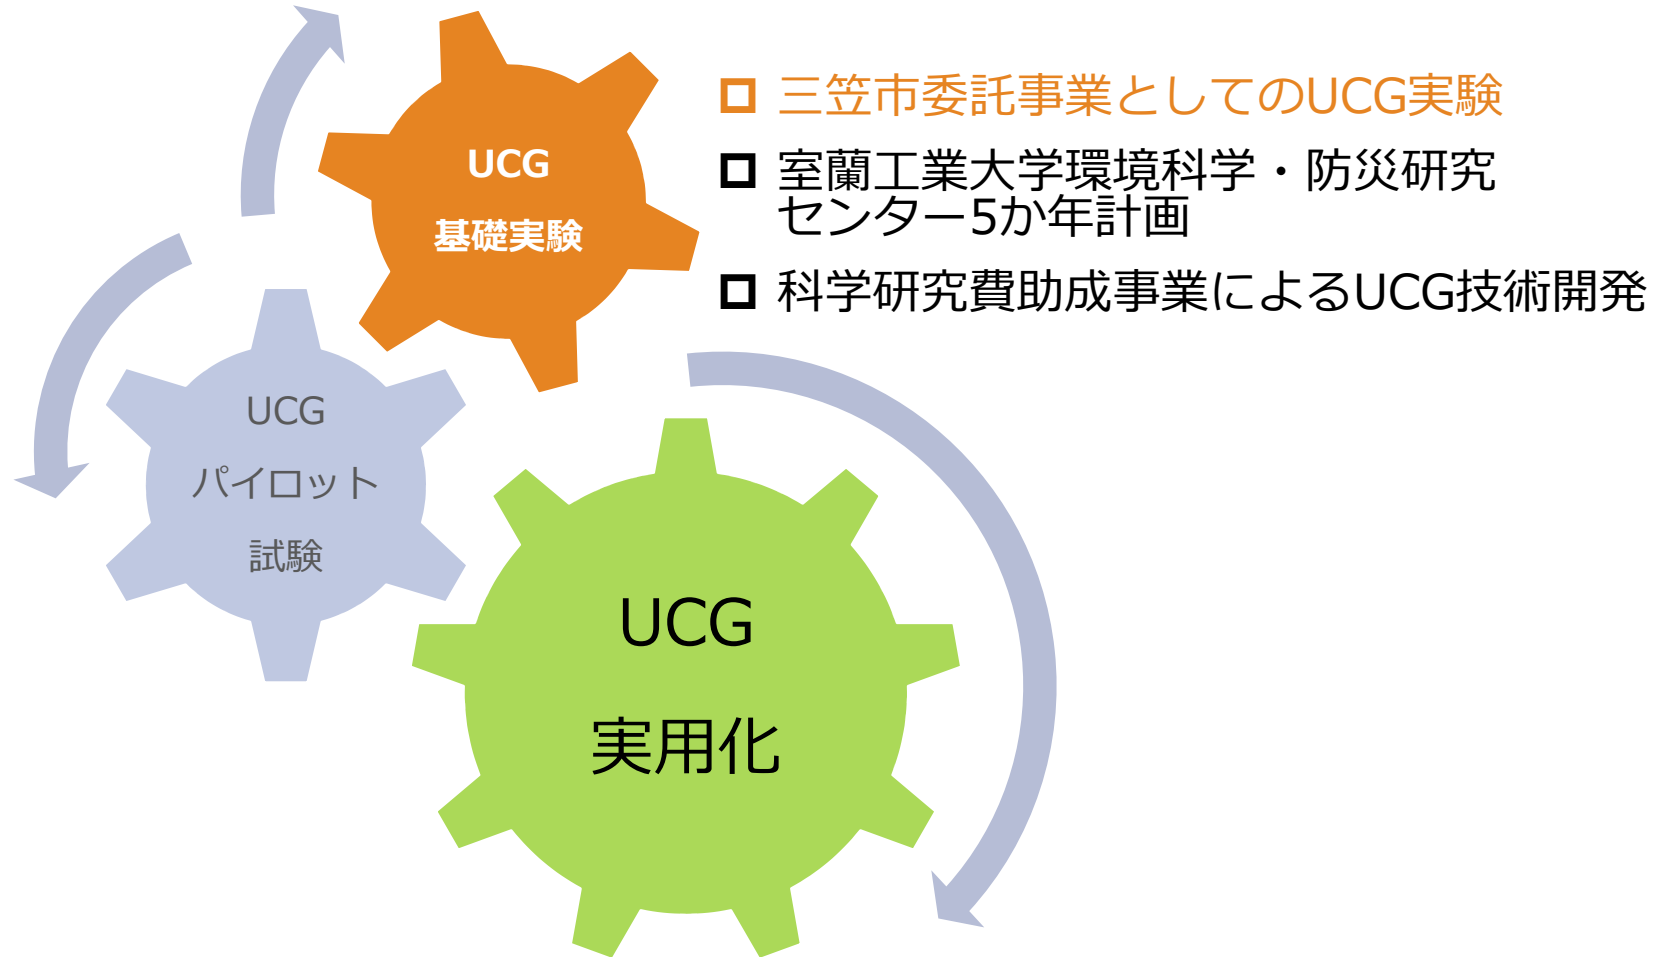 UCG
基礎実験
三笠市委託事業としてのUCG実験
室蘭工業大学環境科学・防災研究
センター5か年計画
科学研究費助成事業によるUCG技術開発
UCG
パイロット
試験
UCG
実用化